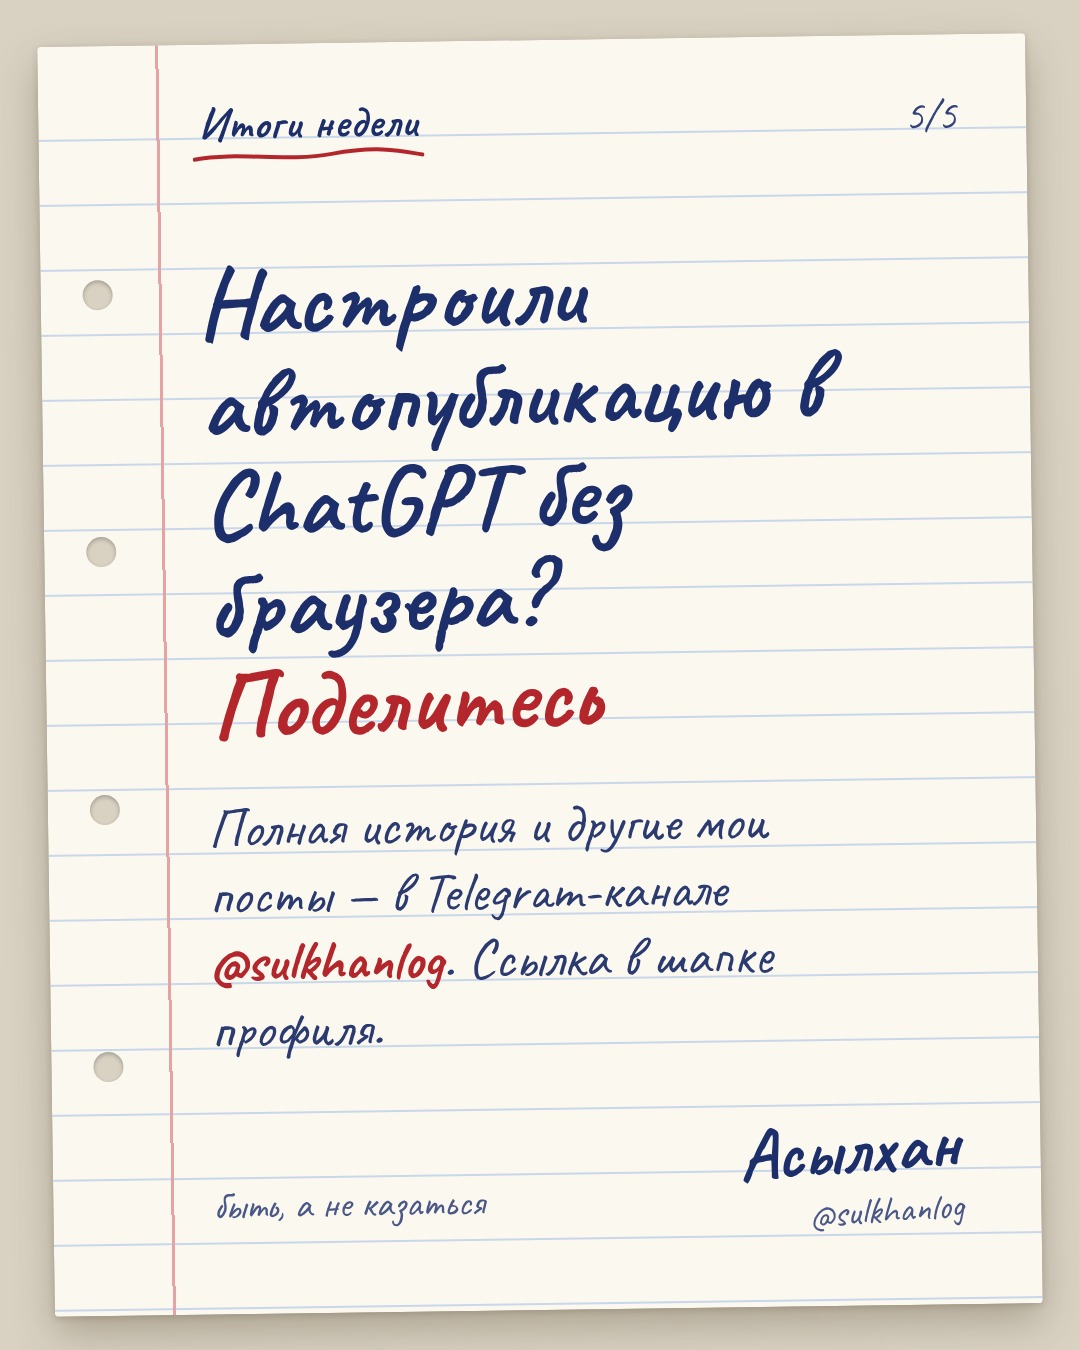 Итоги недели
5/5
Настроили
автопубликацию в
ChatGPT без
браузера?
Поделитесь
Полная история и другие мои
посты — в Telegram-канале
@sulkhanlog. Ссылка в шапке
профиля.
Асылхан
быть, а не казаться
@sulkhanlog